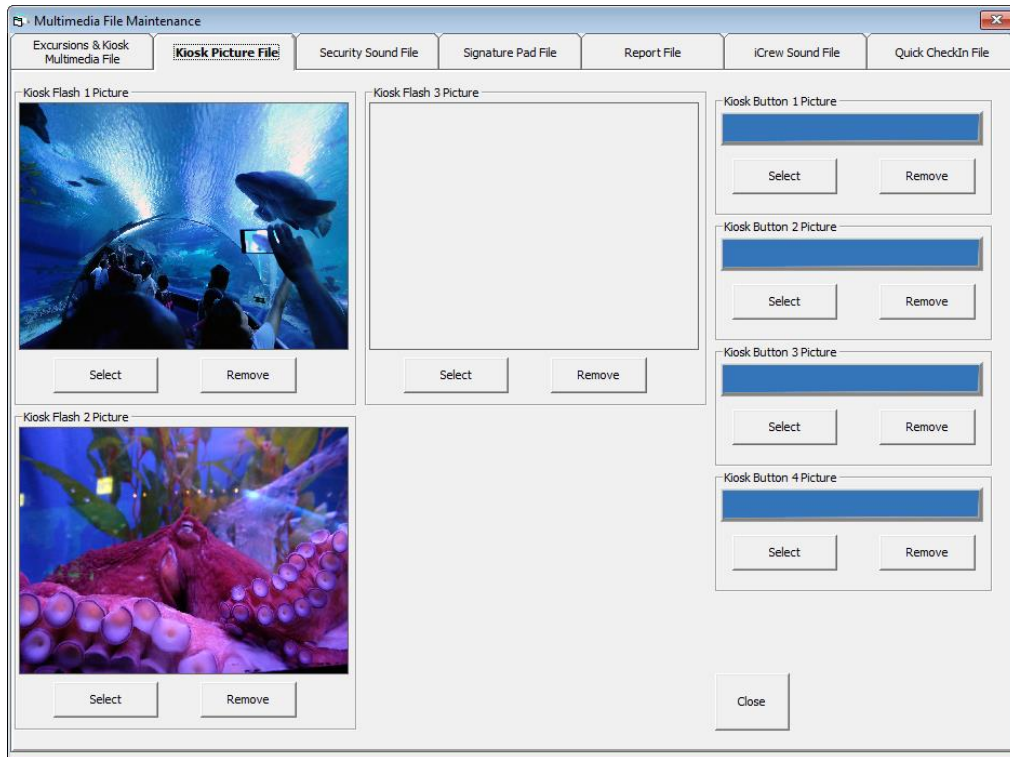 Multimedia File Maintenance
Excursions & Kiosk
Multimedia File
Kiosk Picture File
Security Sound File
Signature Pad File
Report File
iCrew Sound File
Quick CheckIn File
Kiosk Flash 1 Picture
Select
Remove
Kiosk Flash 2 Picture
Select
Remove
Kiosk Flash 3 Picture
Select
Remove
Kiosk Button 1 Picture
Select
Remove
Kiosk Button 2 Picture
Select
Remove
Kiosk Button 3 Picture
Select
Remove
Kiosk Button 4 Picture
Select
Remove
Close